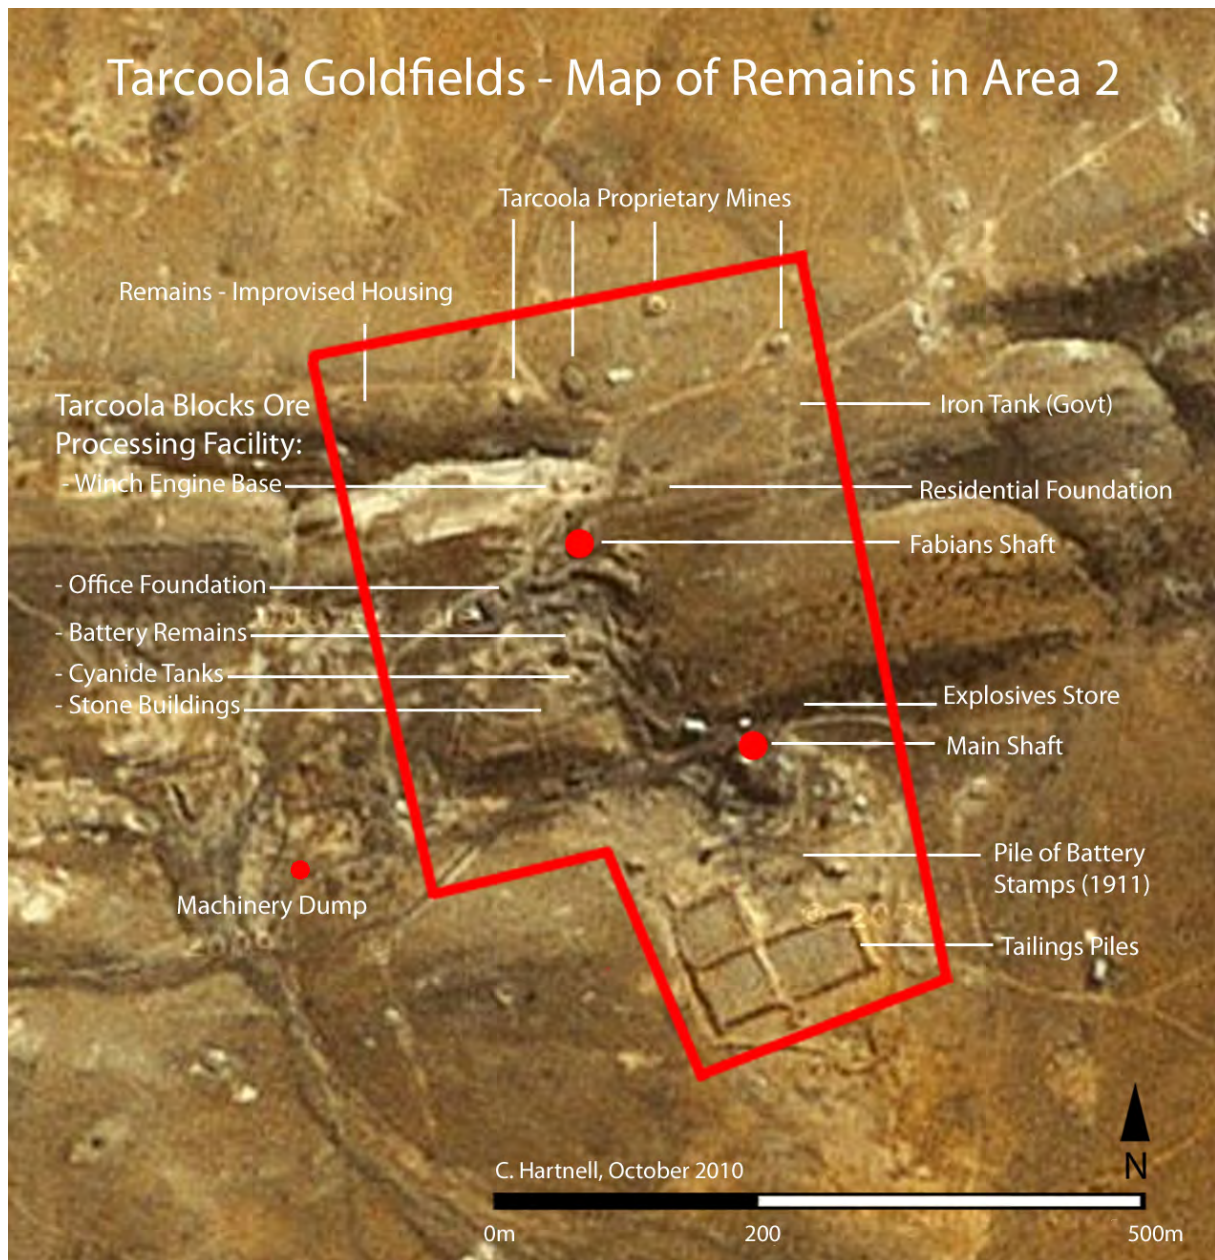 Tarcoola Goldfields - Map of Remains in Area 2
Tarcoola Proprietary Mines
Remains - Improvised Housing
Tarcoola Blocks Ore
Processing Facility:
- Winch Engine Base
- Office Foundation
- Battery Remains
- Cyanide Tanks
- Stone Buildings
Iron Tank (Govt)
Residential Foundation
Fabians Shaft
Explosives Store
Main Shaft
Pile of Battery
Stamps (1911)
Tailings Piles
Machinery Dump
N
C. Hartnell, October 2010
0m 200 500m